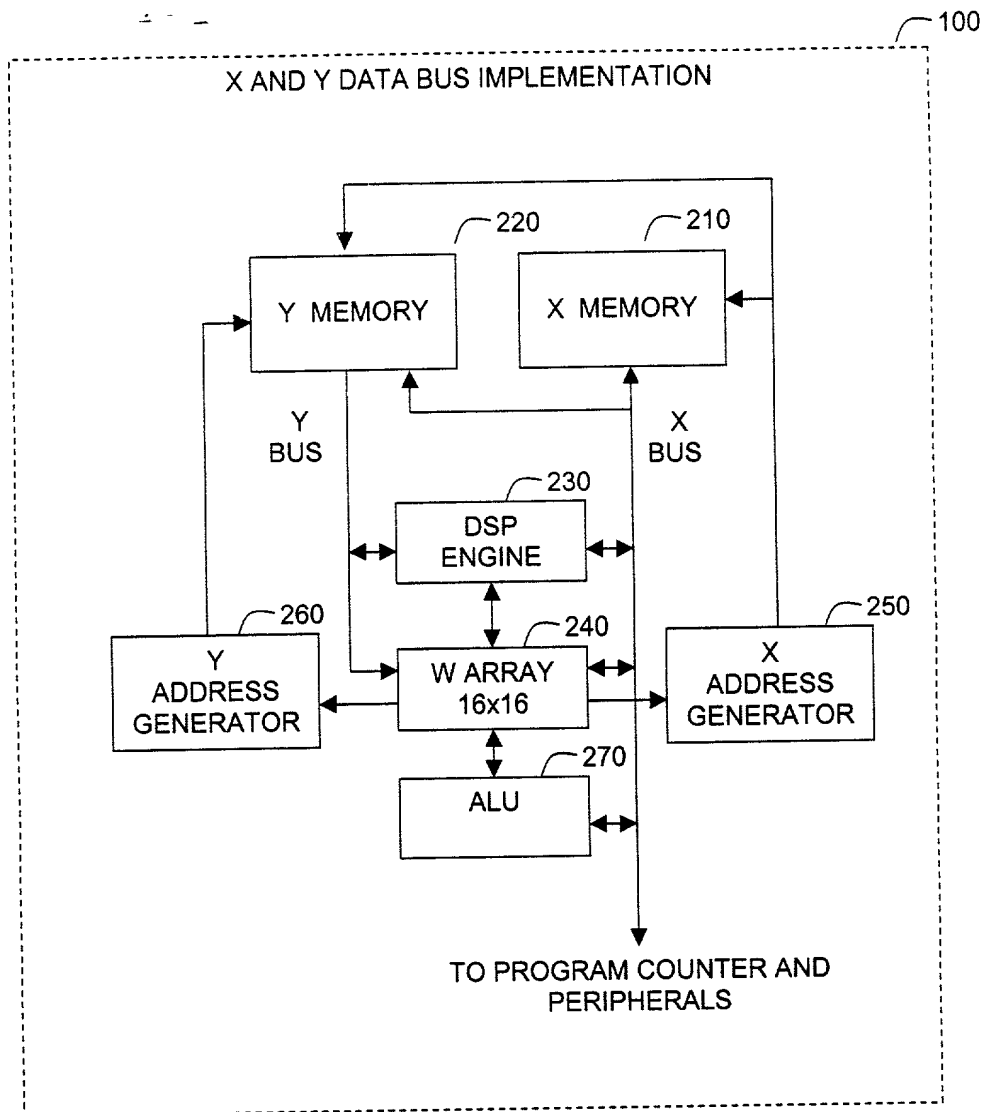 100
X AND Y DATA BUS IMPLEMENTATION
220
210
Y MEMORY
X MEMORY
Y
BUS
X
BUS
230
DSP
ENGINE
260
240
250
Y
ADDRESS
GENERATOR
W ARRAY
16x16
X
ADDRESS
GENERATOR
270
ALU
TO PROGRAM COUNTER AND
PERIPHERALS